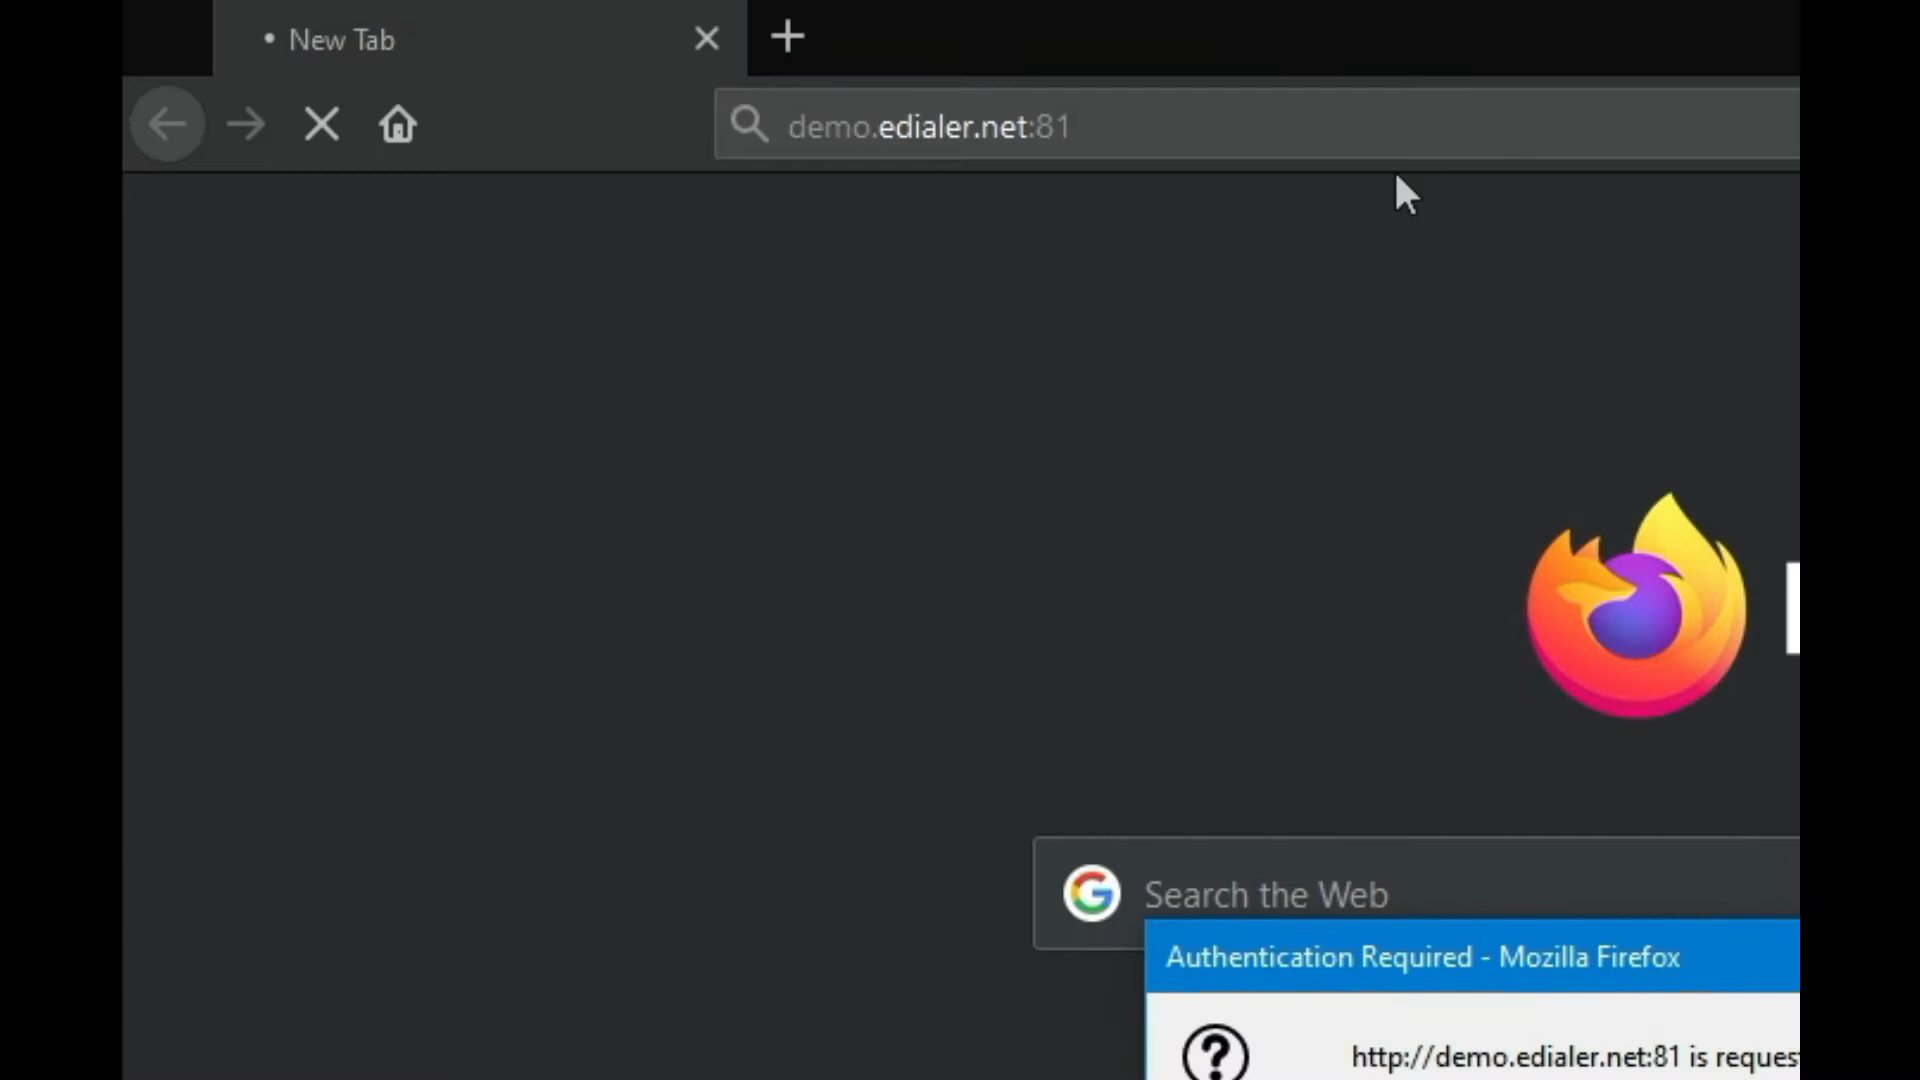 New Tab
demo.edialer.net:81
Search the Web
Authentication Required - Mozilla Firefox
http://demo.edialer.net:81 is reques